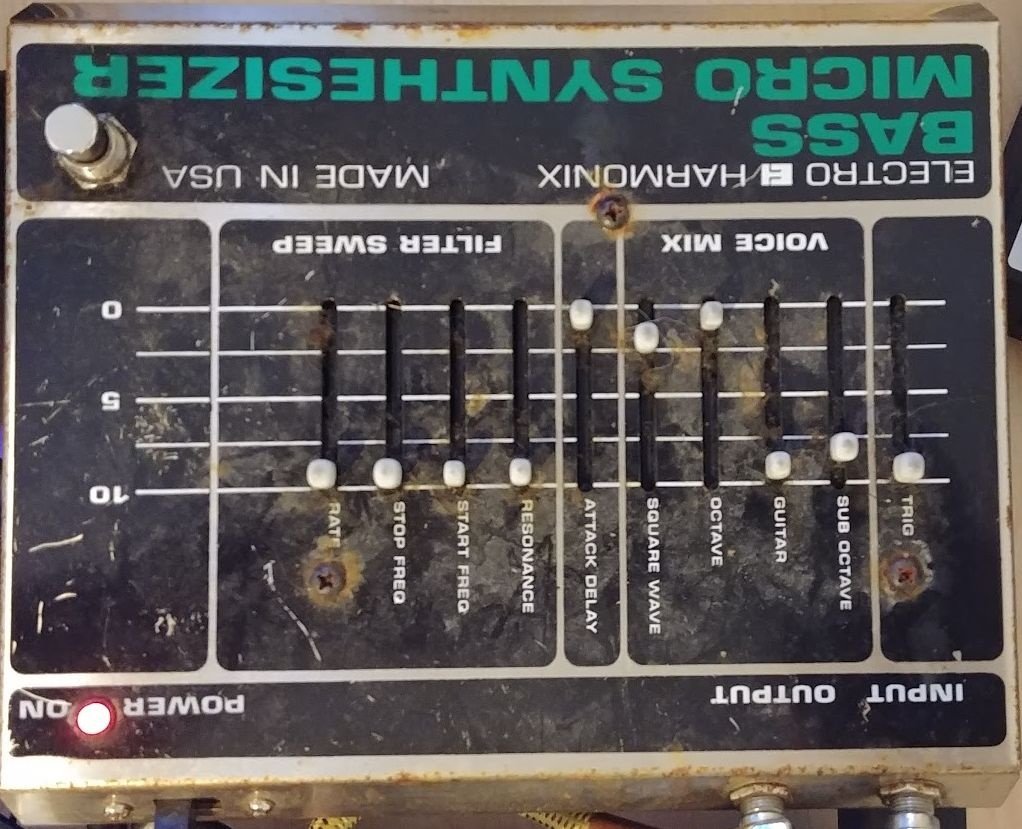 INPUT OUTPUT POWER ON
TRIG
SUB OCTAVE
GUITAR
OCTAVE
SQUARE WAVE
ATTACK DELAY
RESONANCE
START FREQ
STOP FREQ
RATE
10
5
0
VOICE MIX
FILTER SWEEP
ELECTRO EH HARMONIX MADE IN USA
BASS
MICRO SYNTHESIZER